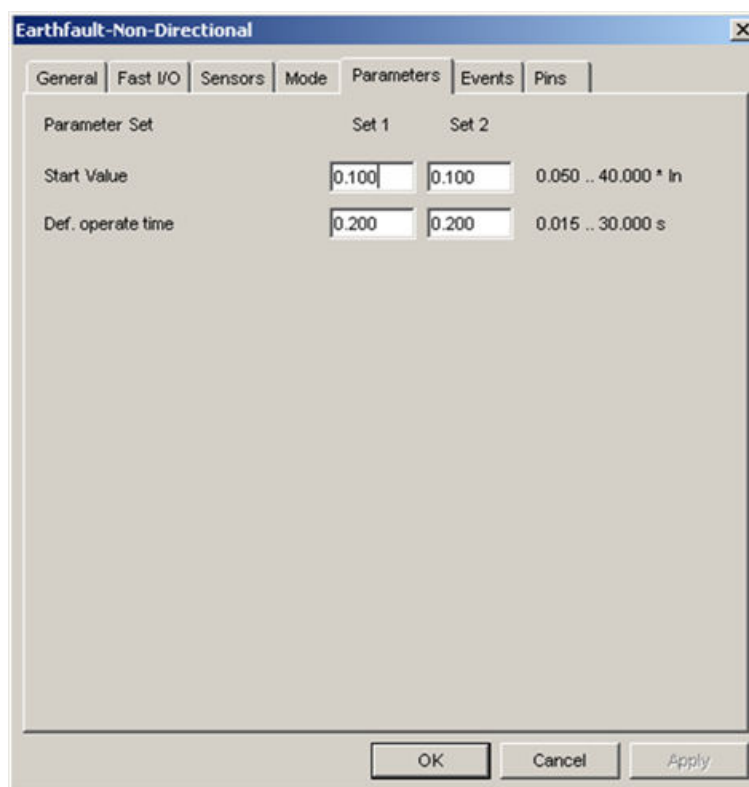 Earthfault-Non-Directional
General Fast I/O Sensors Mode Parameters Events Pins
Parameter Set Set 1 Set 2
Start Value 0.100 0.100 0.050 .. 40.000 * In
Def. operate time 0.200 0.200 0.015 .. 30.000 s
OK Cancel Apply